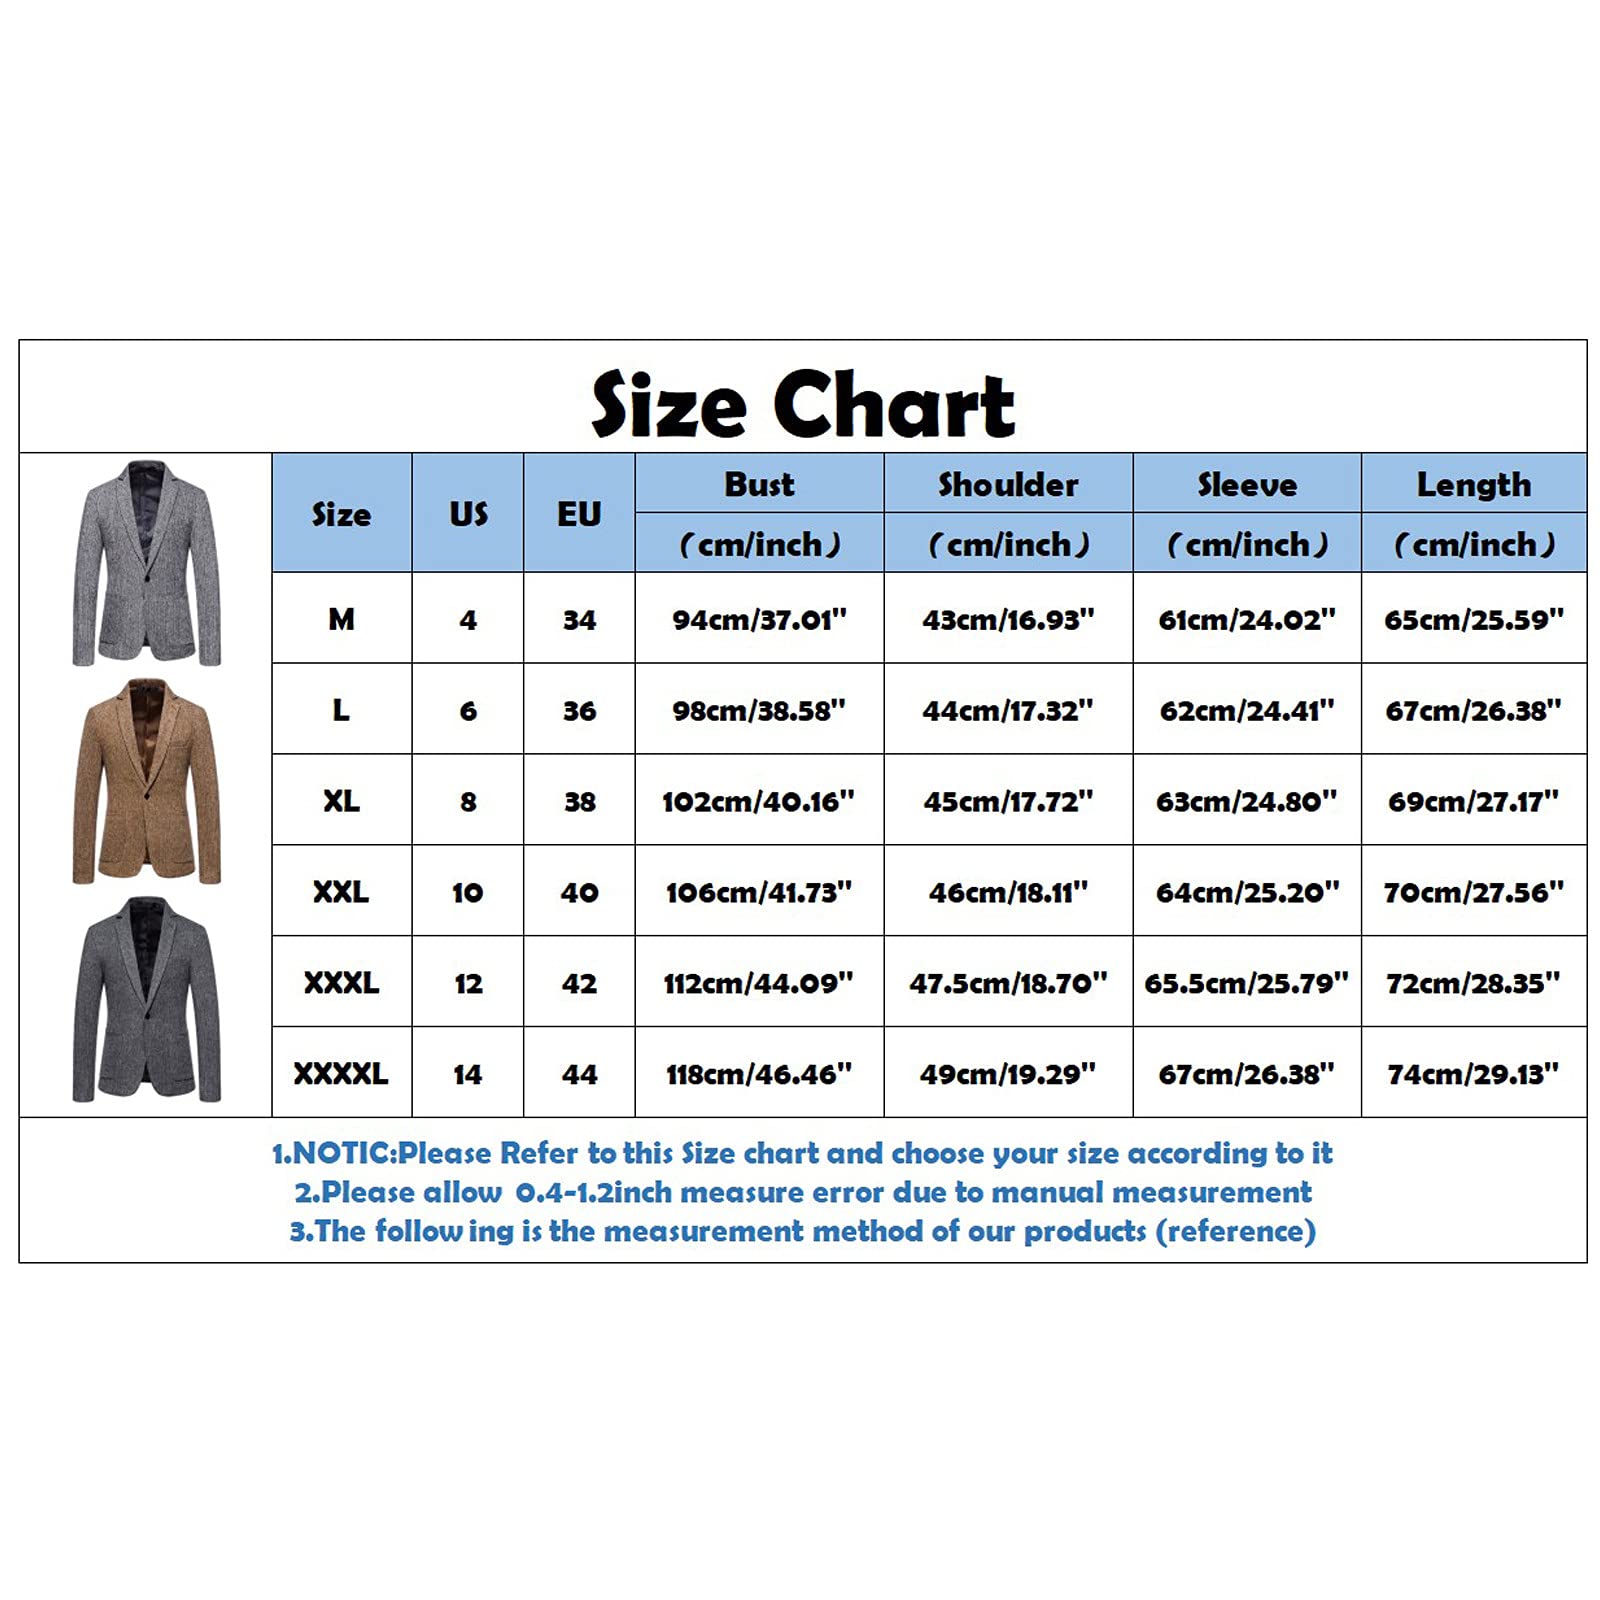 Size Chart
Size US EU Bust Shoulder Sleeve Length
(cm/inch) (cm/inch) (cm/inch) (cm/inch)
M 4 34 94cm/37.01" 43cm/16.93" 61cm/24.02" 65cm/25.59"
L 6 36 98cm/38.58" 44cm/17.32" 62cm/24.41" 67cm/26.38"
XL 8 38 102cm/40.16" 45cm/17.72" 63cm/24.80" 69cm/27.17"
XXL 10 40 106cm/41.73" 46cm/18.11" 64cm/25.20" 70cm/27.56"
XXXL 12 42 112cm/44.09" 47.5cm/18.70" 65.5cm/25.79" 72cm/28.35"
XXXXL 14 44 118cm/46.46" 49cm/19.29" 67cm/26.38" 74cm/29.13"
1.NOTIC:Please Refer to this Size chart and choose your size according to it
2.Please allow 0.4-1.2inch measure error due to manual measurement
3.The following is the measurement method of our products (reference)